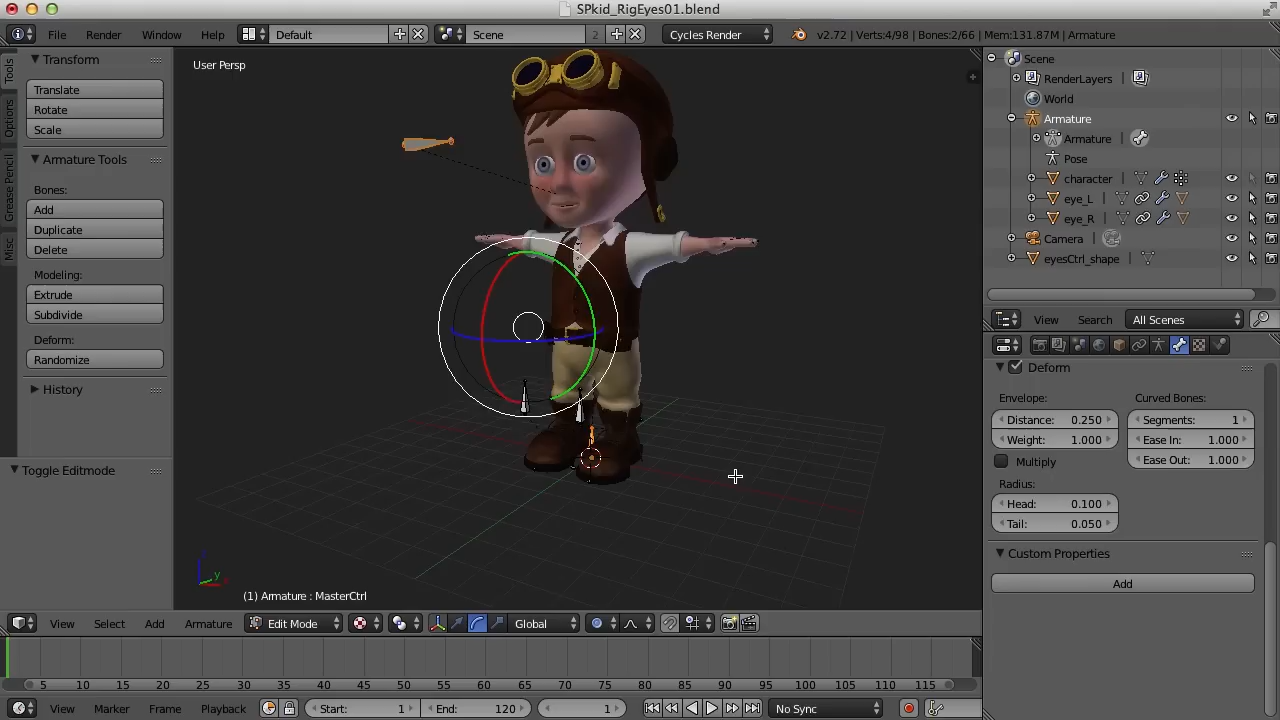 SPkid_RigEyes01.blend
File Render Window Help Default Scene 2 Cycles Render v2.72 | Verts:4/98 | Bones:2/66 | Mem:131.87M | Armature
Tools
Options
Grease Pencil
Misc
Transform
Translate
Rotate
Scale
Armature Tools
Bones:
Add
Duplicate
Delete
Modeling:
Extrude
Subdivide
Deform:
Randomize
History
Toggle Editmode
User Persp
(1) Armature : MasterCtrl
View Select Add Armature Edit Mode Global
Scene
RenderLayers
World
Armature
Armature
Pose
character
eye_L
eye_R
Camera
eyesCtrl_shape
View Search All Scenes
Deform
Envelope:
Distance: 0.250
Weight: 1.000
Multiply
Radius:
Head: 0.100
Tail: 0.050
Curved Bones:
Segments: 1
Ease In: 1.000
Ease Out: 1.000
Custom Properties
Add
5 10 15 20 25 30 35 40 45 50 55 60 65 70 75 80 85 90 95 100 105 110 115
View Marker Frame Playback Start: 1 End: 120 1 No Sync